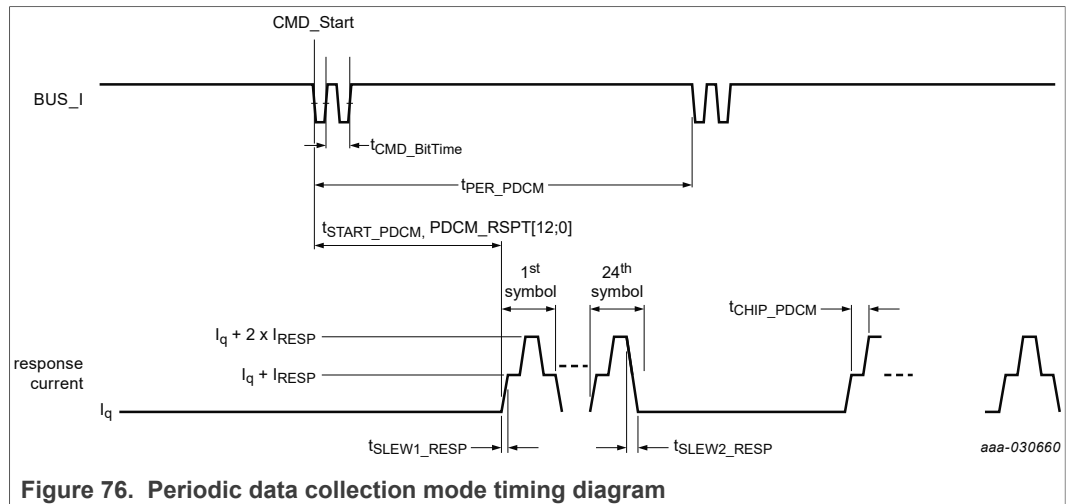 CMD_Start
BUS_I
tCMD_BitTime
tPER_PDCM
tSTART_PDCM, PDCM_RSPT[12;0]
1st
symbol
24th
symbol
tCHIP_PDCM
Iq + 2 x IRESP
response
current
Iq + IRESP
Iq
tSLEW1_RESP
tSLEW2_RESP
aaa-030660
Figure 76. Periodic data collection mode timing diagram